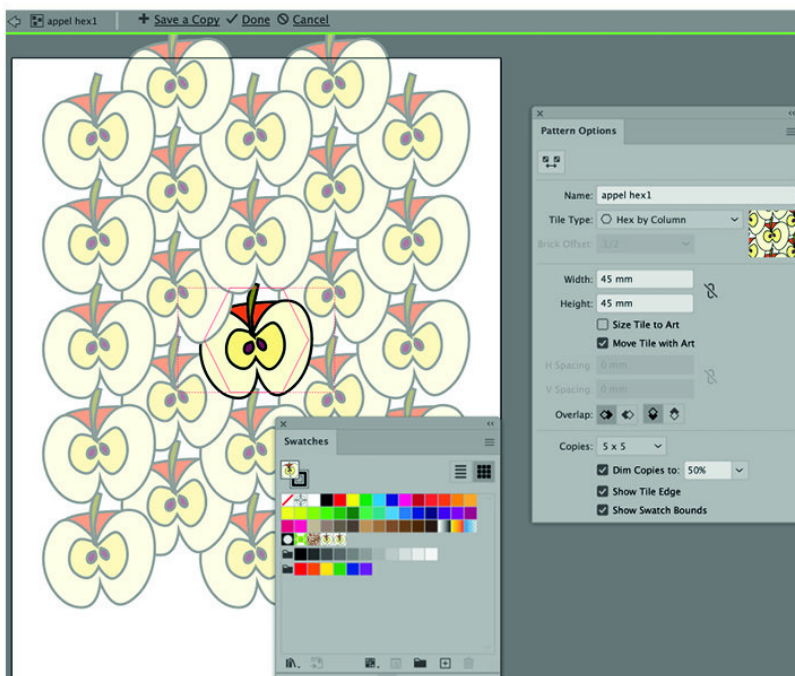 appel hex1 Save a Copy Done Cancel
Pattern Options
Name: appel hex1
Tile Type: Hex by Column
Brick Offset: 1/2
Width: 45 mm
Height: 45 mm
Size Tile to Art
Move Tile with Art
H Spacing: 0 mm
V Spacing: 0 mm
Overlap:
Copies: 5 x 5
Dim Copies to: 50%
Show Tile Edge
Show Swatch Bounds
Swatches